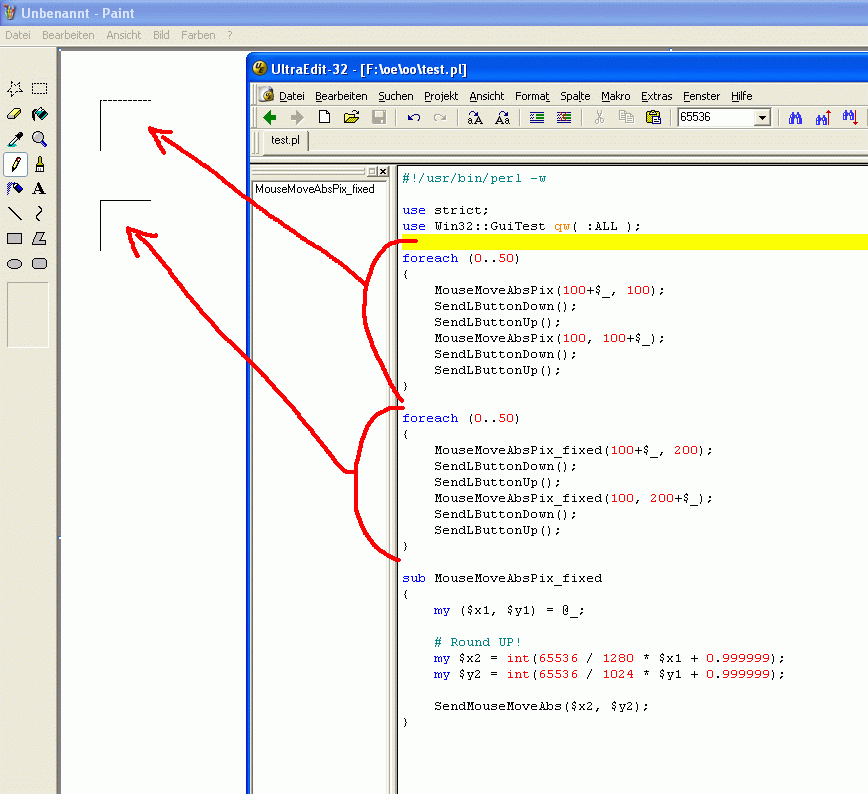 Unbenannt - Paint
Datei Bearbeiten Ansicht Bild Farben ?
UltraEdit-32 - [F:\oe\oo\test.pl]
Datei Bearbeiten Suchen Projekt Ansicht Format Spalte Makro Extras Fenster Hilfe
aA Aa 65536
test.pl
MouseMoveAbsPix_fixed
#!/usr/bin/perl -w
use strict;
use Win32::GuiTest qw( :ALL );
foreach (0..50)
{
MouseMoveAbsPix(100+$_, 100);
SendLButtonDown();
SendLButtonUp();
MouseMoveAbsPix(100, 100+$_);
SendLButtonDown();
SendLButtonUp();
}
foreach (0..50)
{
MouseMoveAbsPix_fixed(100+$_, 200);
SendLButtonDown();
SendLButtonUp();
MouseMoveAbsPix_fixed(100, 200+$_);
SendLButtonDown();
SendLButtonUp();
}
sub MouseMoveAbsPix_fixed
{
my ($x1, $y1) = @_;
# Round UP!
my $x2 = int(65536 / 1280 * $x1 + 0.999999);
my $y2 = int(65536 / 1024 * $y1 + 0.999999);
SendMouseMoveAbs($x2, $y2);
}
A